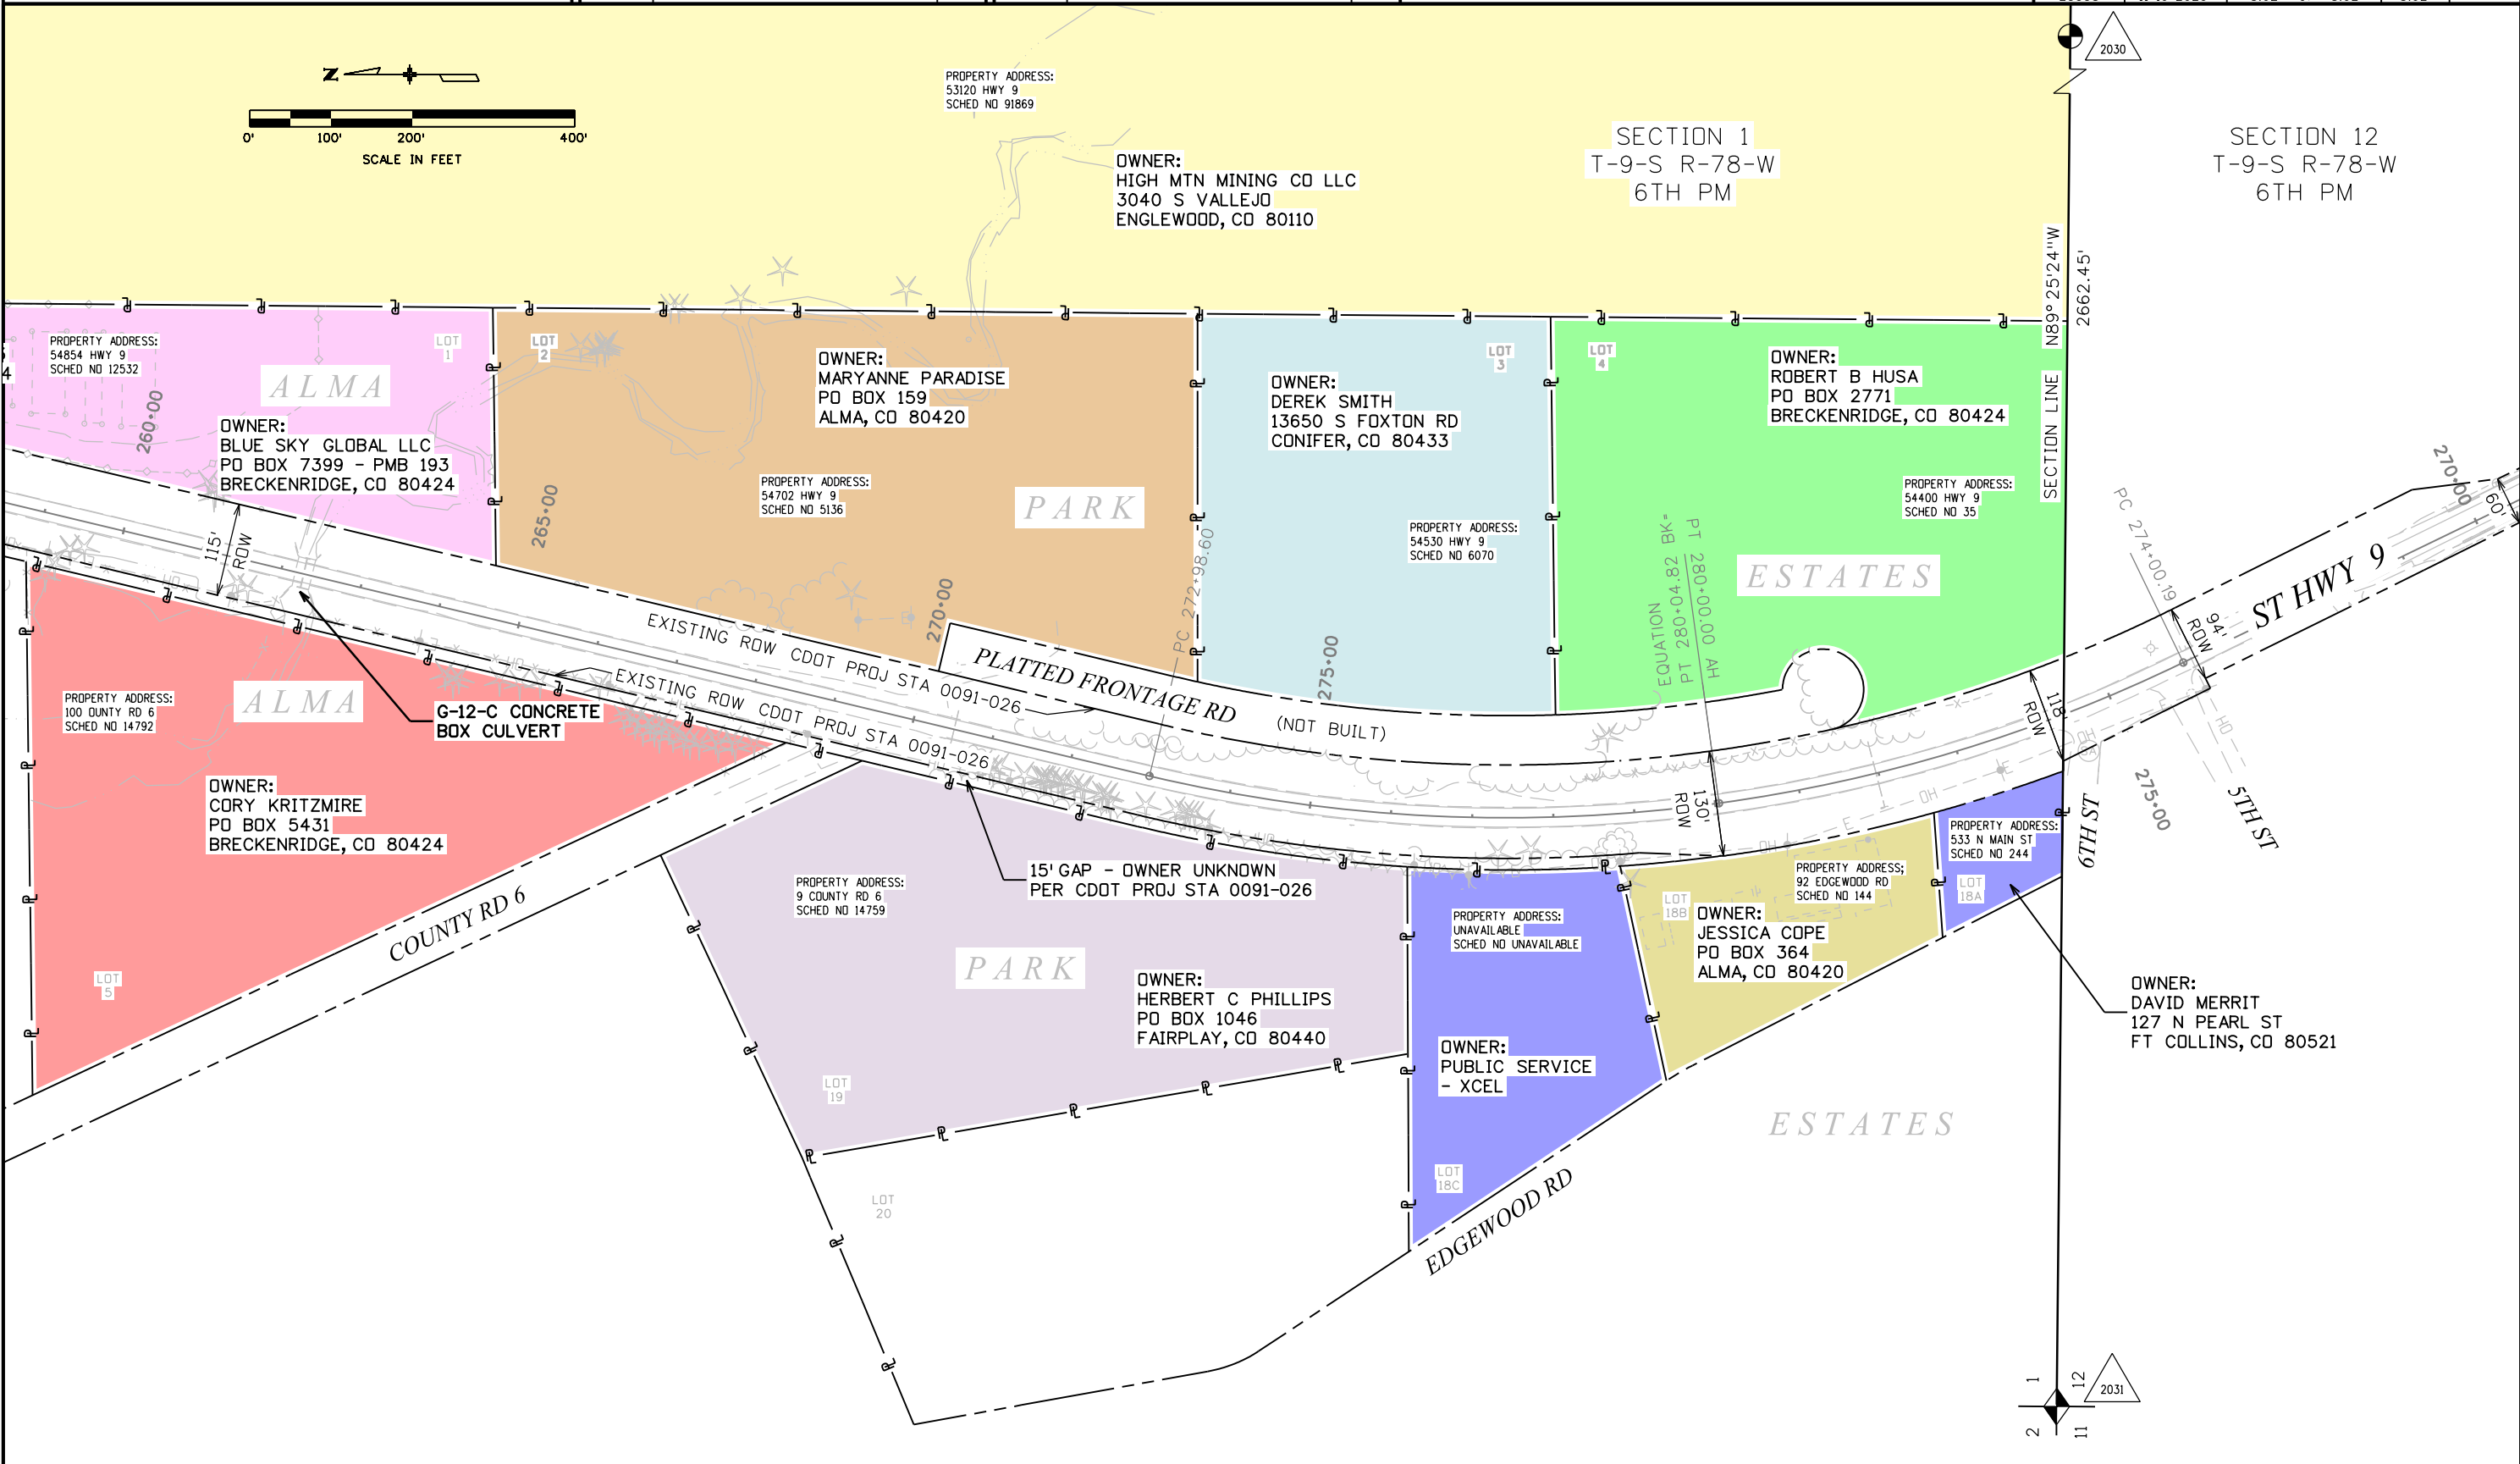 2030
N
0' 100' 200' 400'
SCALE IN FEET
PROPERTY ADDRESS:
53120 HWY 9
SCHED NO 91869
OWNER:
HIGH MTN MINING CO LLC
3040 S VALLEJO
ENGLEWOOD, CO 80110
SECTION 1
T-9-S R-78-W
6TH PM
SECTION 12
T-9-S R-78-W
6TH PM
SECTION LINE N89°25'24"W
2662.45'
PROPERTY ADDRESS:
54854 HWY 9
SCHED NO 12532
LOT
1
ALMA
260+00
OWNER:
BLUE SKY GLOBAL LLC
PO BOX 7399 - PMB 193
BRECKENRIDGE, CO 80424
LOT
2
OWNER:
MARYANNE PARADISE
PO BOX 159
ALMA, CO 80420
PROPERTY ADDRESS:
54702 HWY 9
SCHED NO 5136
PARK
265+00
LOT
3
OWNER:
DEREK SMITH
13650 S FOXTON RD
CONIFER, CO 80433
PROPERTY ADDRESS:
54530 HWY 9
SCHED NO 6070
LOT
4
OWNER:
ROBERT B HUSA
PO BOX 2771
BRECKENRIDGE, CO 80424
PROPERTY ADDRESS:
54400 HWY 9
SCHED NO 35
ESTATES
EQUATION
PT 280+04.82 BK=
PT 280+00.00 AH
PC 272+98.60
270+00
275+00
115'
ROW
EXISTING ROW CDOT PROJ STA 0091-026
EXISTING ROW CDOT PROJ STA 0091-026
PLATTED FRONTAGE RD
(NOT BUILT)
130'
ROW
118'
ROW
94'
ROW
60'
ST HWY 9
PC 274+00.19
270+00
275+00
5TH ST
6TH ST
G-12-C CONCRETE
BOX CULVERT
PROPERTY ADDRESS:
100 OUNTY RD 6
SCHED NO 14792
ALMA
OWNER:
CORY KRITZMIRE
PO BOX 5431
BRECKENRIDGE, CO 80424
LOT
5
COUNTY RD 6
15' GAP - OWNER UNKNOWN
PER CDOT PROJ STA 0091-026
PROPERTY ADDRESS:
9 COUNTY RD 6
SCHED NO 14759
PARK
OWNER:
HERBERT C PHILLIPS
PO BOX 1046
FAIRPLAY, CO 80440
LOT
19
LOT
20
PROPERTY ADDRESS:
UNAVAILABLE
SCHED NO UNAVAILABLE
OWNER:
PUBLIC SERVICE
- XCEL
LOT
18C
EDGEWOOD RD
LOT
18B
PROPERTY ADDRESS;
92 EDGEWOOD RD
SCHED NO 144
OWNER:
JESSICA COPE
PO BOX 364
ALMA, CO 80420
PROPERTY ADDRESS:
533 N MAIN ST
SCHED NO 244
LOT
18A
OWNER:
DAVID MERRIT
127 N PEARL ST
FT COLLINS, CO 80521
ESTATES
1 12
2 11
2031